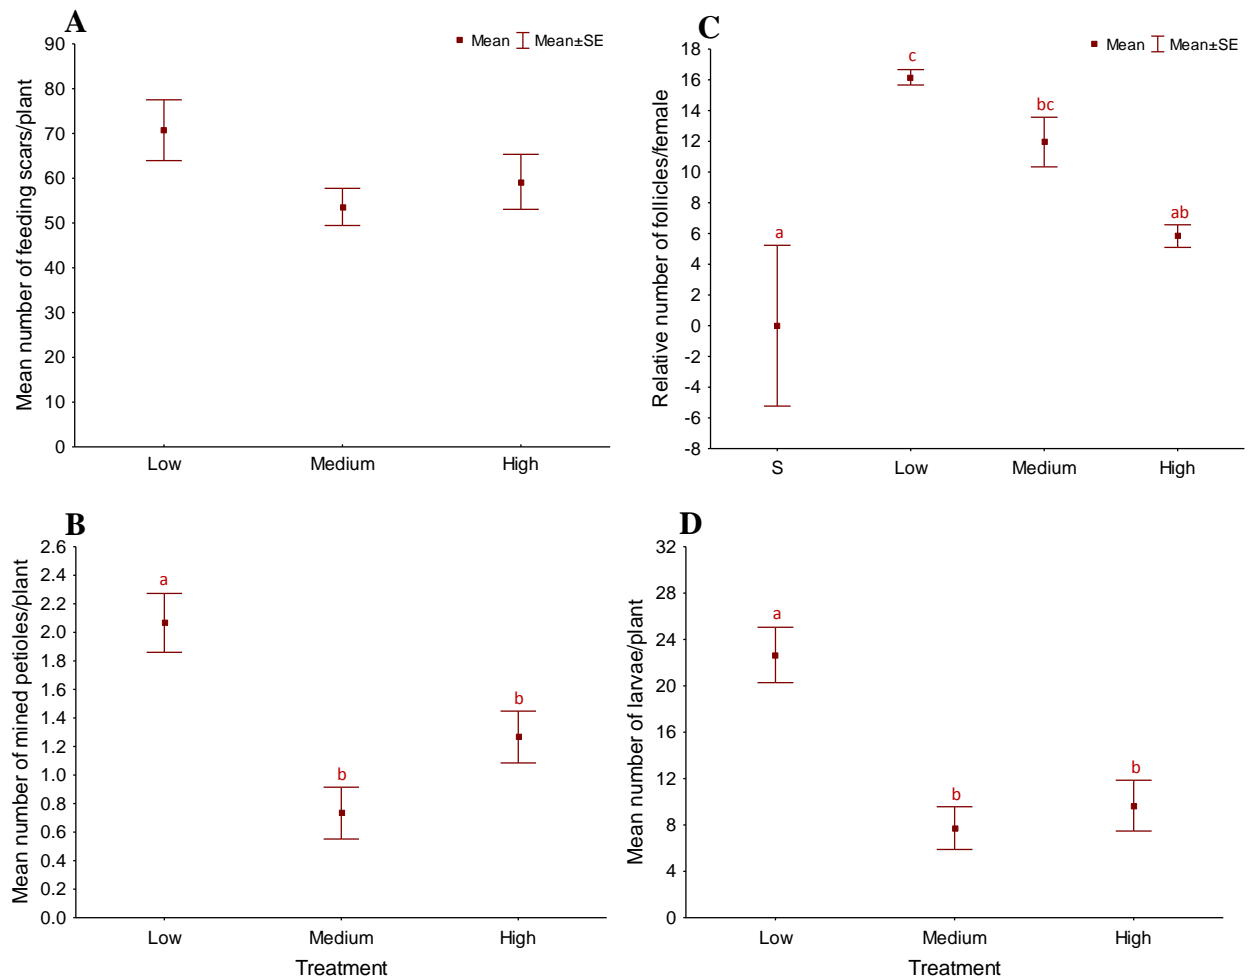 A
Mean Mean±SE
Mean number of feeding scars/plant
90
80
70
60
50
40
30
20
10
0
Low Medium High
C
Mean Mean±SE
Relative number of follicles/female
18
16
14
12
10
8
6
4
2
0
-2
-4
-6
-8
a
c
bc
ab
S Low Medium High
B
Mean number of mined petioles/plant
2.6
2.4
2.2
2.0
1.8
1.6
1.4
1.2
1.0
0.8
0.6
0.4
0.2
0.0
a
b
b
Low Medium High
Treatment
D
Mean number of larvae/plant
32
28
24
20
16
12
8
4
0
a
b
b
Low Medium High
Treatment